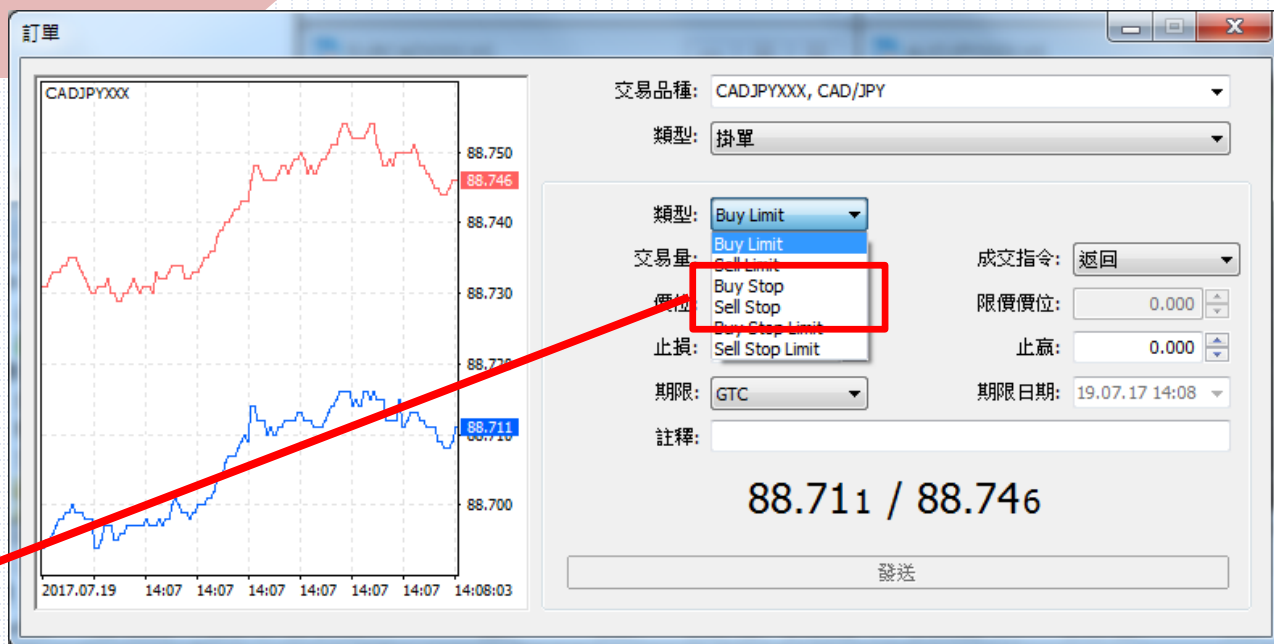 訂單
CADJPYXXX
88.750
88.746
88.740
88.730
88.711
88.700
2017.07.19 14:07 14:07 14:07 14:07 14:07 14:07 14:08:03
交易品種: CADJPYXXX, CAD/JPY
類型: 掛單
類型: Buy Limit
Buy Limit
Sell Limit
Buy Stop
Sell Stop
Buy Stop Limit
Sell Stop Limit
交易量: 成交指令: 返回
價位: 限價價位: 0.000
止損: 止贏: 0.000
期限: GTC 期限日期: 19.07.17 14:08
註釋:
88.711 / 88.746
發送